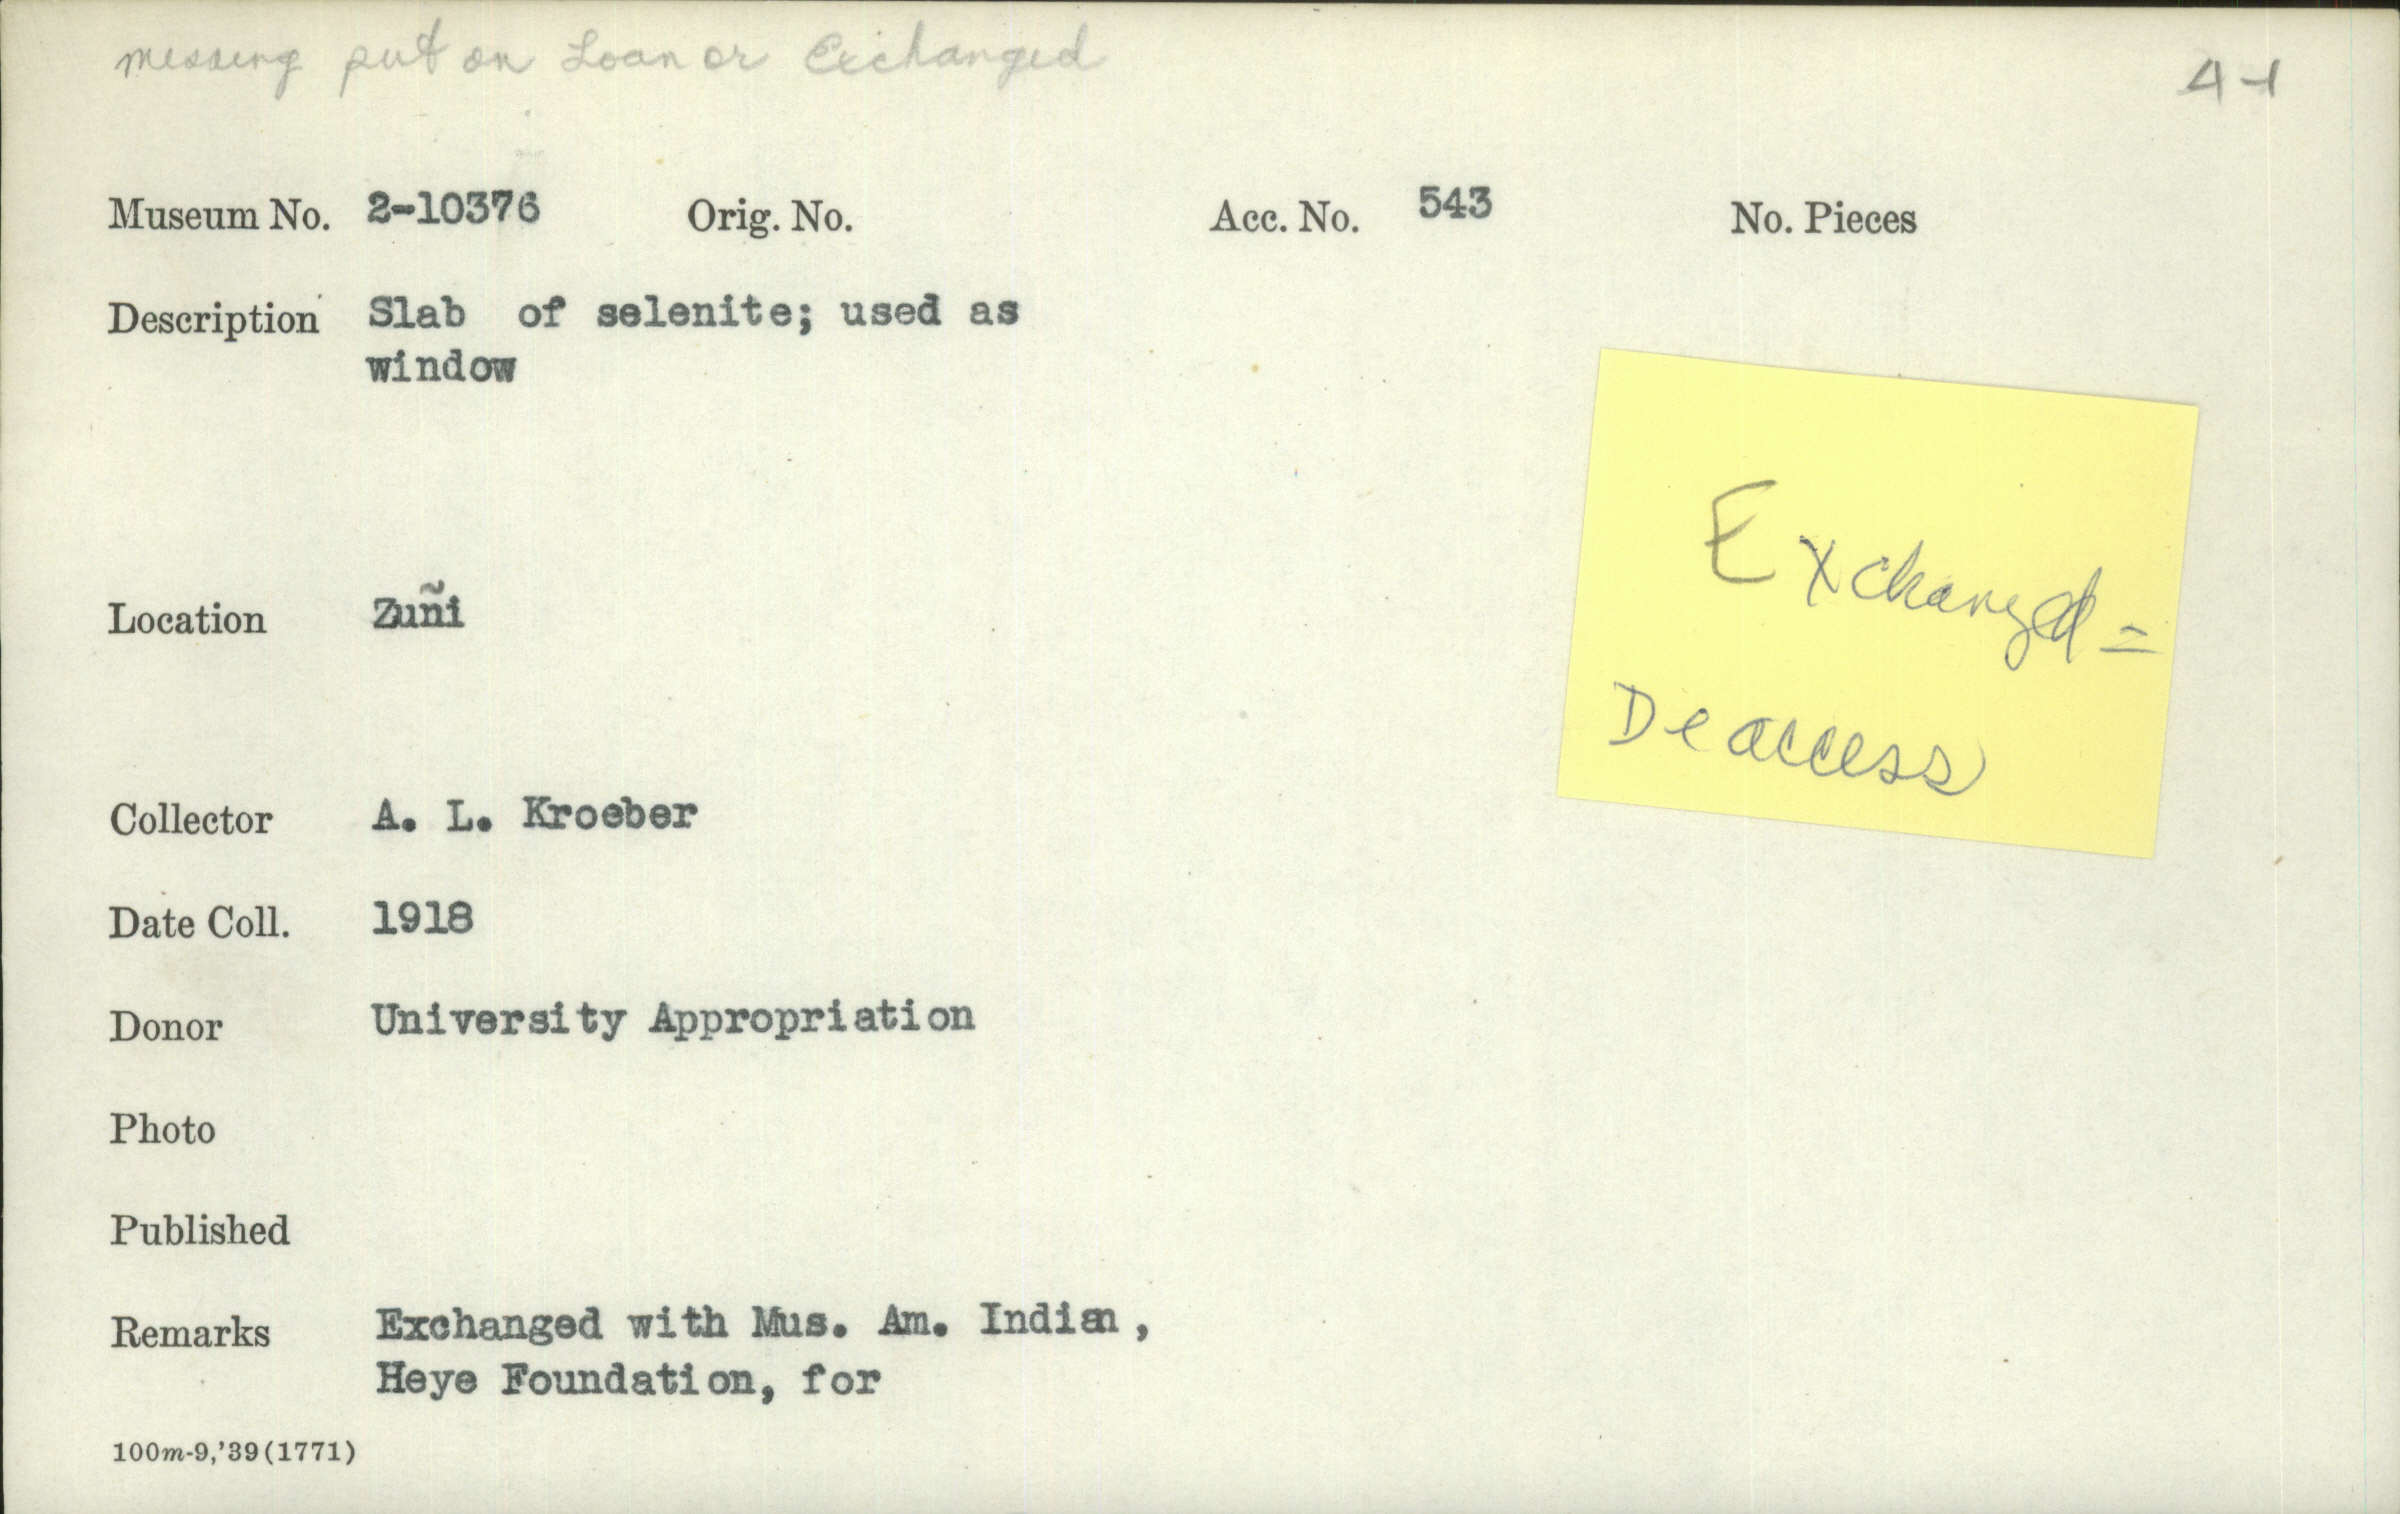 missing put on Loan or Exchanged
4-1
Museum No. 2-10376 Orig. No. Acc. No. 543 No. Pieces
Description Slab of selenite; used as
window
Exchanged =
Deaccess
Location Zuñi
Collector A. L. Kroeber
Date Coll. 1918
Donor University Appropriation
Photo
Published
Remarks Exchanged with Mus. Am. Indian,
Heye Foundation, for
100m-9,'39(1771)